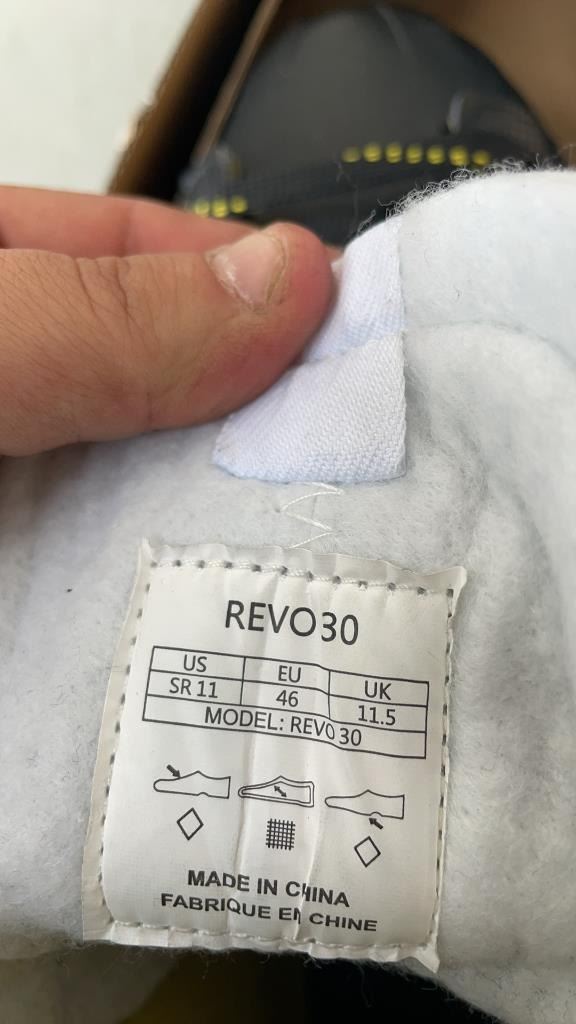 REVO30
US EU UK
SR 11 46 11.5
MODEL: REVO 30
MADE IN CHINA
FABRIQUE EN CHINE